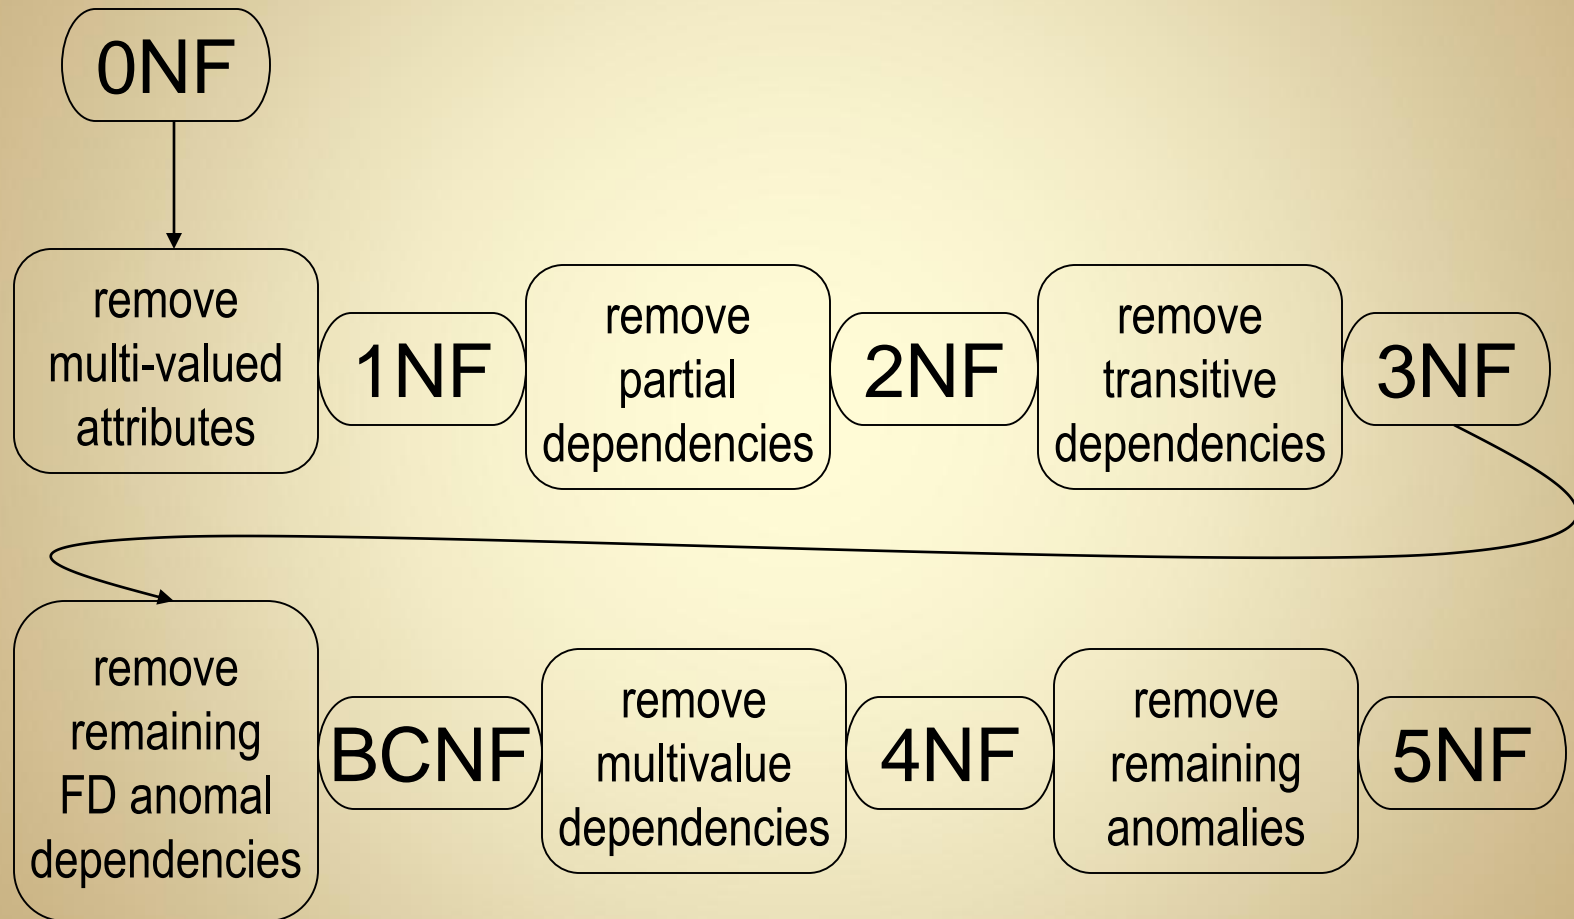 0NF
remove
multi-valued
attributes
1NF
remove
partial
dependencies
2NF
remove
transitive
dependencies
3NF
remove
remaining
FD anomal
dependencies
BCNF
remove
multivalue
dependencies
4NF
remove
remaining
anomalies
5NF